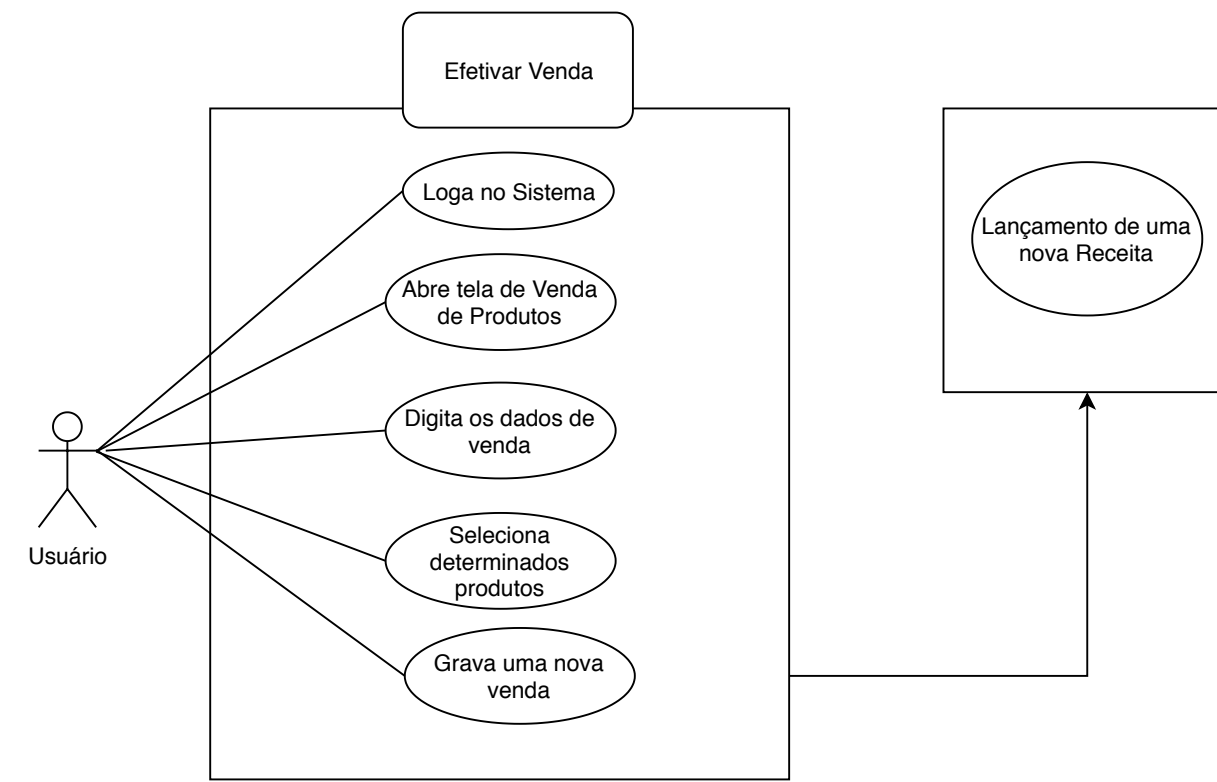 Efetivar Venda
Loga no Sistema
Lançamento de uma
nova Receita
Abre tela de Venda
de Produtos
Digita os dados de
venda
Seleciona
determinados
produtos
Usuário
Grava uma nova
venda